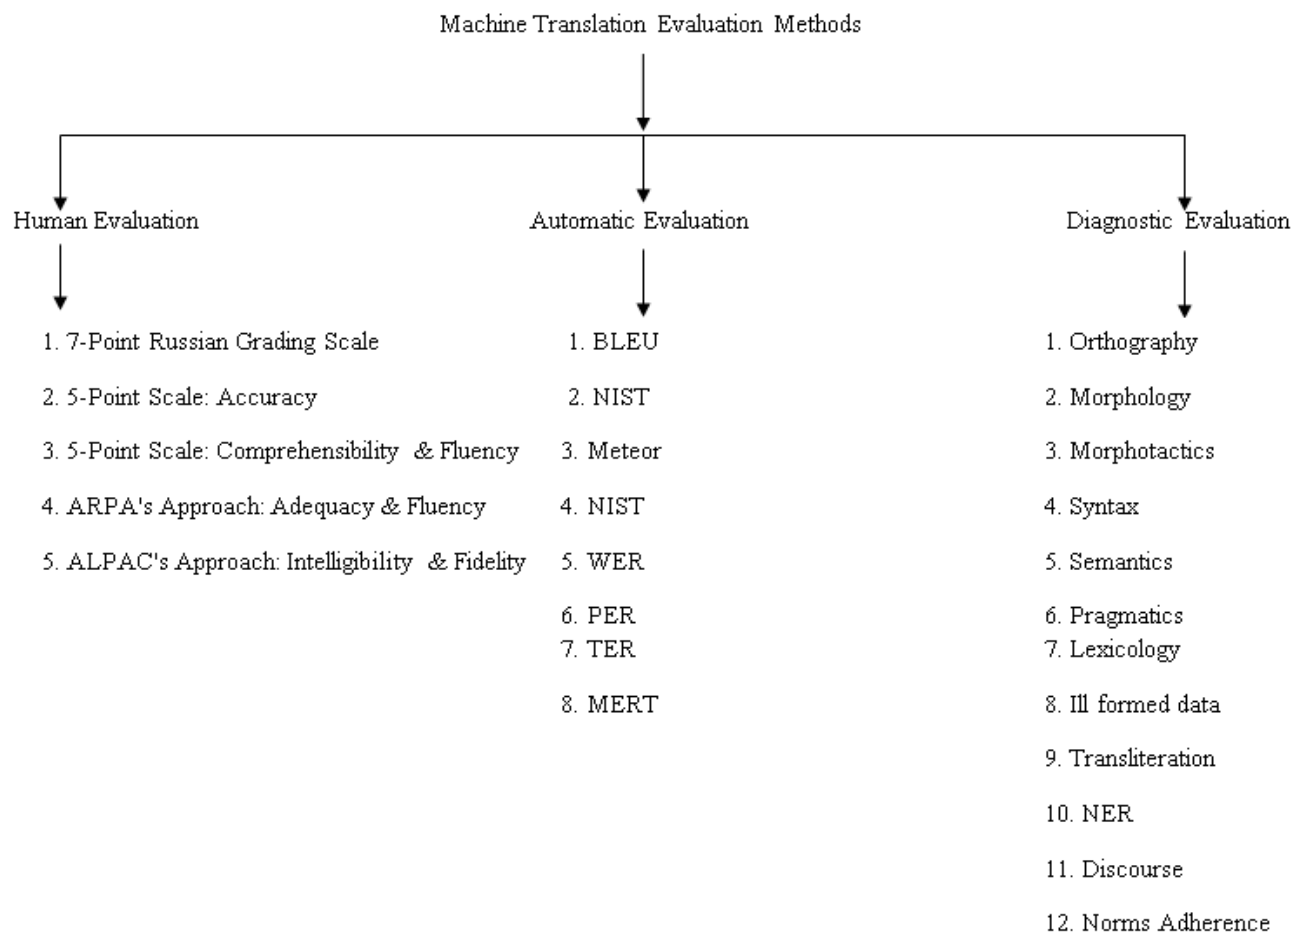 Machine Translation Evaluation Methods
Human Evaluation
1. 7-Point Russian Grading Scale
2. 5-Point Scale: Accuracy
3. 5-Point Scale: Comprehensibility & Fluency
4. ARPA's Approach: Adequacy & Fluency
5. ALPAC's Approach: Intelligibility & Fidelity
Automatic Evaluation
1. BLEU
2. NIST
3. Meteor
4. NIST
5. WER
6. PER
7. TER
8. MERT
Diagnostic Evaluation
1. Orthography
2. Morphology
3. Morphotactics
4. Syntax
5. Semantics
6. Pragmatics
7. Lexicology
8. Ill formed data
9. Transliteration
10. NER
11. Discourse
12. Norms Adherence